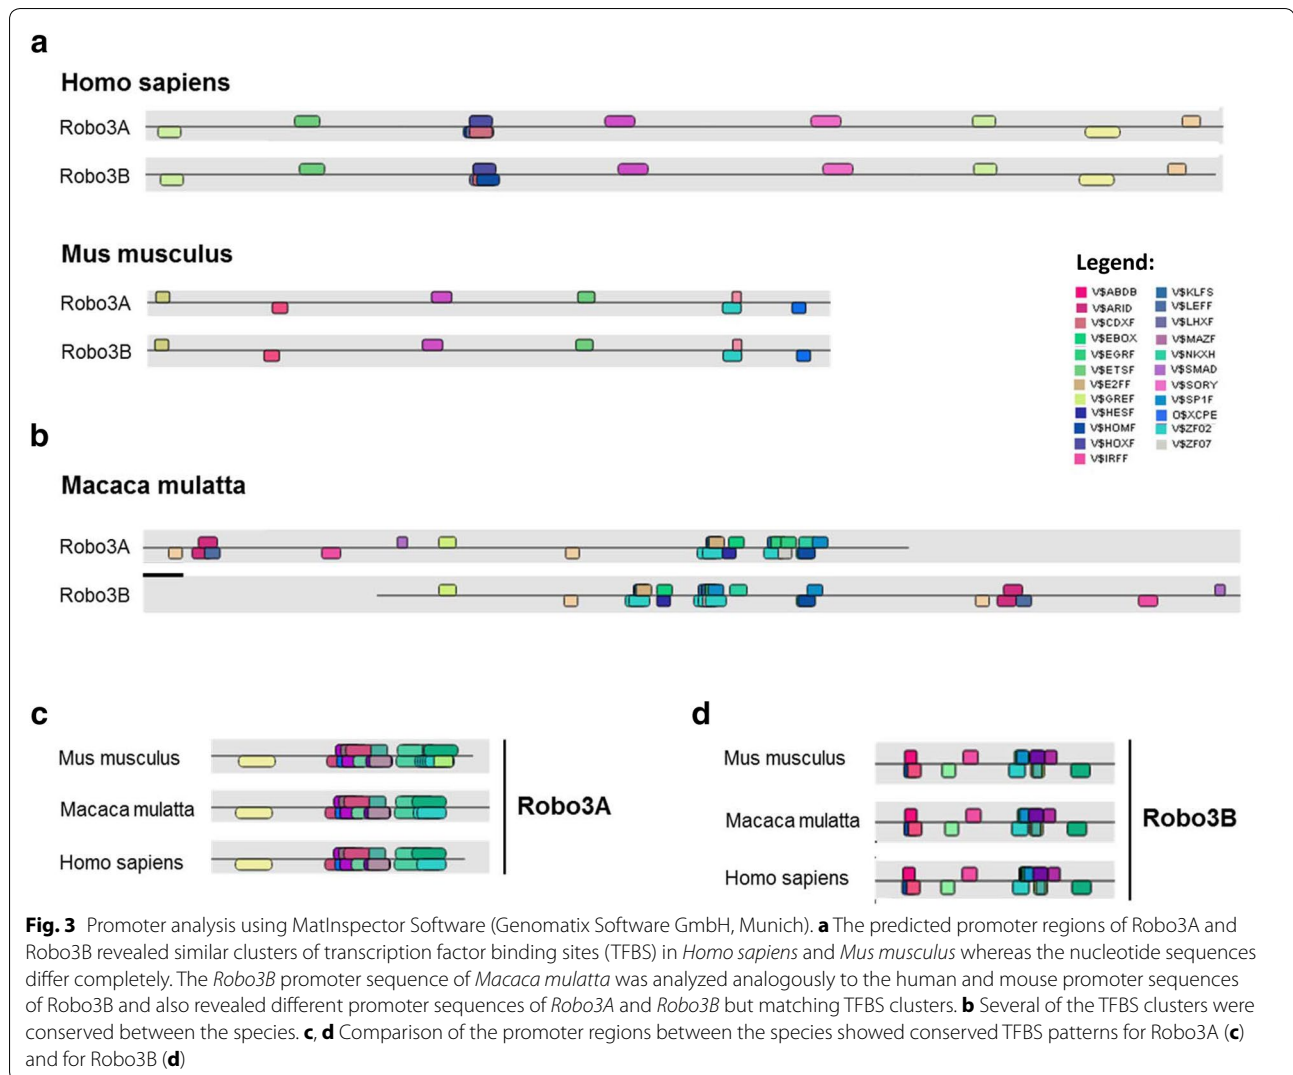 a
Homo sapiens
Robo3A
Robo3B
Mus musculus
Robo3A
Robo3B
Legend:
V$ABDB
V$ARID
V$CDXF
V$EBOX
V$EGRF
V$ETSF
V$E2FF
V$GREF
V$HESF
V$HOMF
V$HOXF
V$IRFF
V$KLFS
V$LEFF
V$LHXF
V$MAZF
V$NKXH
V$SMAD
V$SORY
V$SP1F
O$XCPE
V$ZF02
V$ZF07
b
Macaca mulatta
Robo3A
Robo3B
c
Mus musculus
Macaca mulatta
Homo sapiens
Robo3A
d
Mus musculus
Macaca mulatta
Homo sapiens
Robo3B
Fig. 3 Promoter analysis using MatInspector Software (Genomatix Software GmbH, Munich). a The predicted promoter regions of Robo3A and
Robo3B revealed similar clusters of transcription factor binding sites (TFBS) in Homo sapiens and Mus musculus whereas the nucleotide sequences
differ completely. The Robo3B promoter sequence of Macaca mulatta was analyzed analogously to the human and mouse promoter sequences
of Robo3B and also revealed different promoter sequences of Robo3A and Robo3B but matching TFBS clusters. b Several of the TFBS clusters were
conserved between the species. c, d Comparison of the promoter regions between the species showed conserved TFBS patterns for Robo3A (c)
and for Robo3B (d)